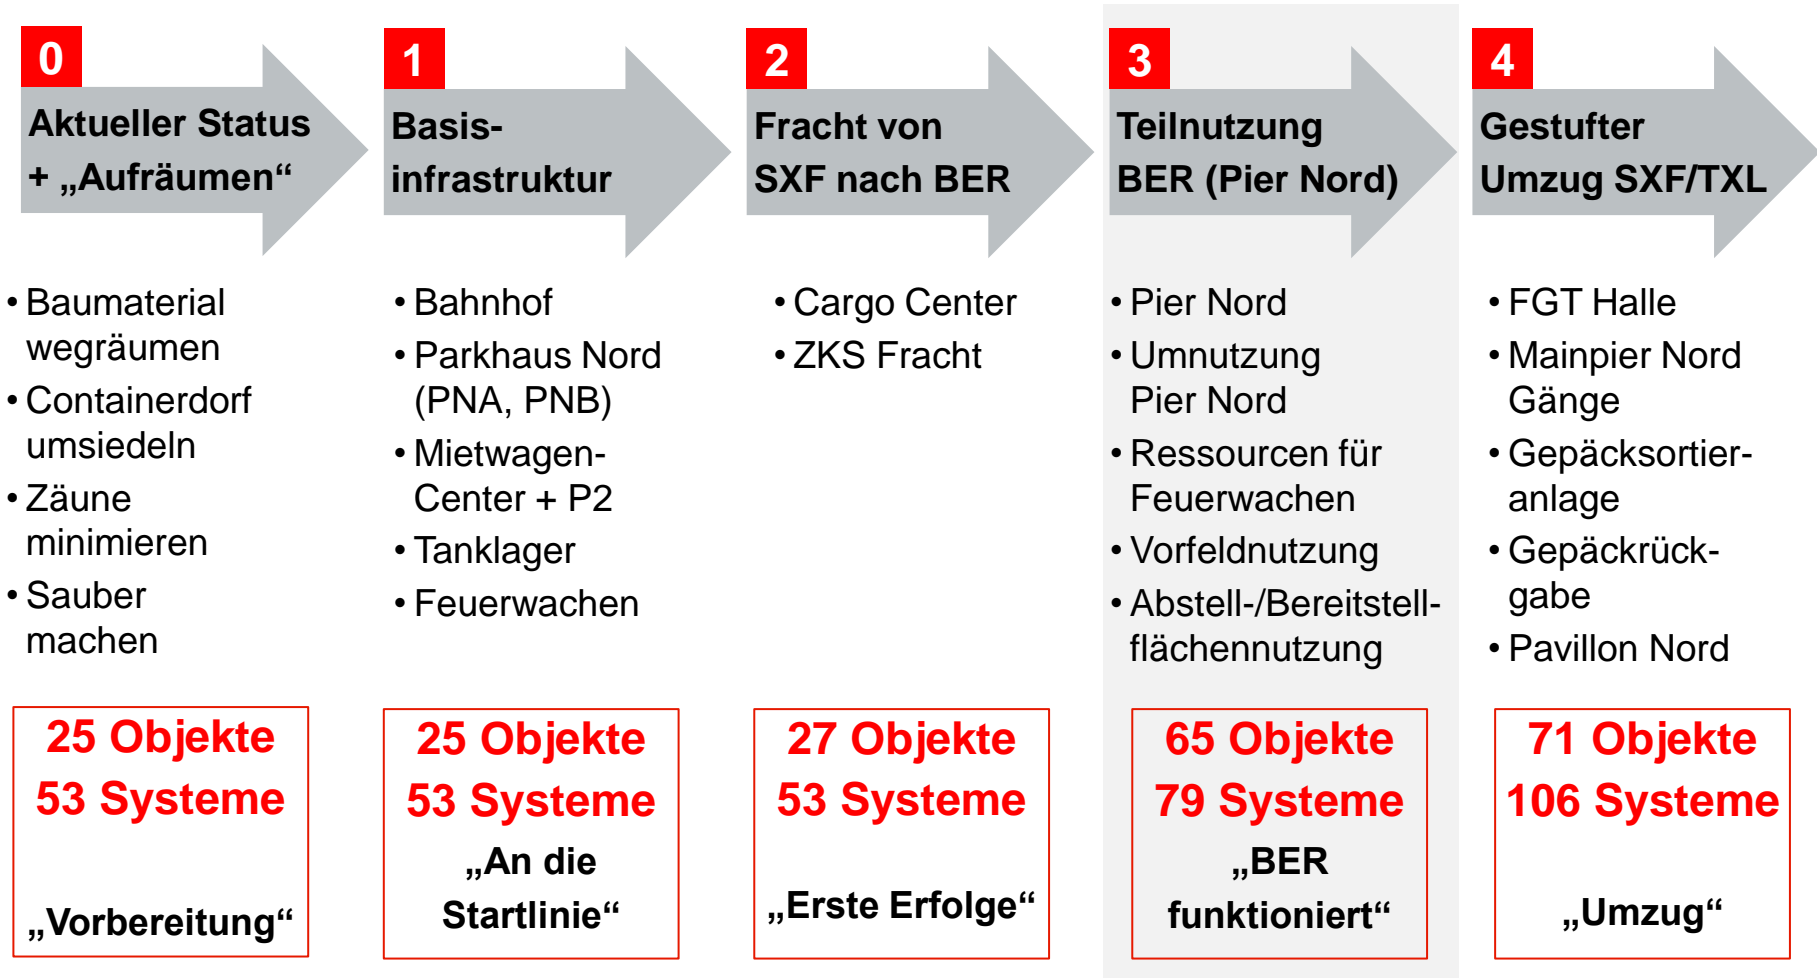 0
Aktueller Status
+ „Aufräumen“
• Baumaterial
wegräumen
• Containerdorf
umsiedeln
• Zäune
minimieren
• Sauber
machen
25 Objekte
53 Systeme
„Vorbereitung“
1
Basis-
infrastruktur
• Bahnhof
• Parkhaus Nord
(PNA, PNB)
• Mietwagen-
Center + P2
• Tanklager
• Feuerwachen
25 Objekte
53 Systeme
„An die
Startlinie“
2
Fracht von
SXF nach BER
• Cargo Center
• ZKS Fracht
27 Objekte
53 Systeme
„Erste Erfolge“
3
Teilnutzung
BER (Pier Nord)
• Pier Nord
• Umnutzung
Pier Nord
• Ressourcen für
Feuerwachen
• Vorfeldnutzung
• Abstell-/Bereitstell-
flächennutzung
65 Objekte
79 Systeme
„BER
funktioniert“
4
Gestufter
Umzug SXF/TXL
• FGT Halle
• Mainpier Nord
Gänge
• Gepäcksortier-
anlage
• Gepäckrück-
gabe
• Pavillon Nord
71 Objekte
106 Systeme
„Umzug“